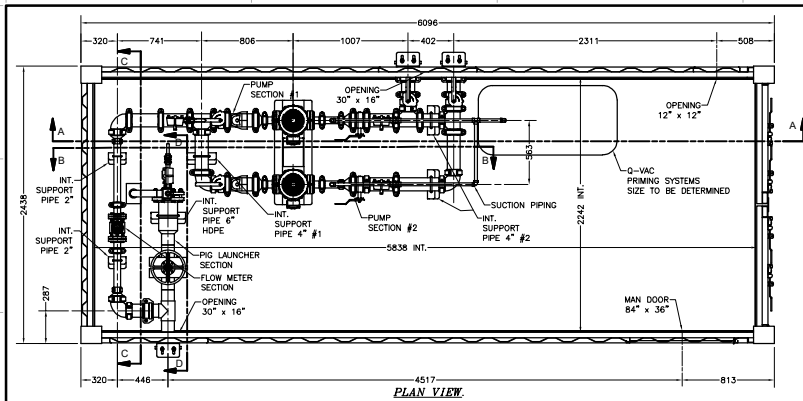 6096
320
741
806
1007
402
2311
508
C
PUMP
SECTION #1
OPENING
30" x 16"
OPENING
12" x 12"
A
A
D
B
B
563
Q-VAC
PRIMING SYSTEMS
SIZE TO BE DETERMINED
INT.
SUPPORT
PIPE 2"
2438
INT.
SUPPORT
PIPE 6"
HDPE
INT.
SUPPORT
PIPE 4" #1
PUMP
SECTION #2
SUCTION PIPING
INT.
SUPPORT
PIPE 4" #2
2242 INT.
INT.
SUPPORT
PIPE 2"
5838 INT.
PIG LAUNCHER
SECTION
FLOW METER
SECTION
287
OPENING
30" x 16"
MAN DOOR
84" x 36"
C
D
320
446
4517
813
PLAN VIEW.